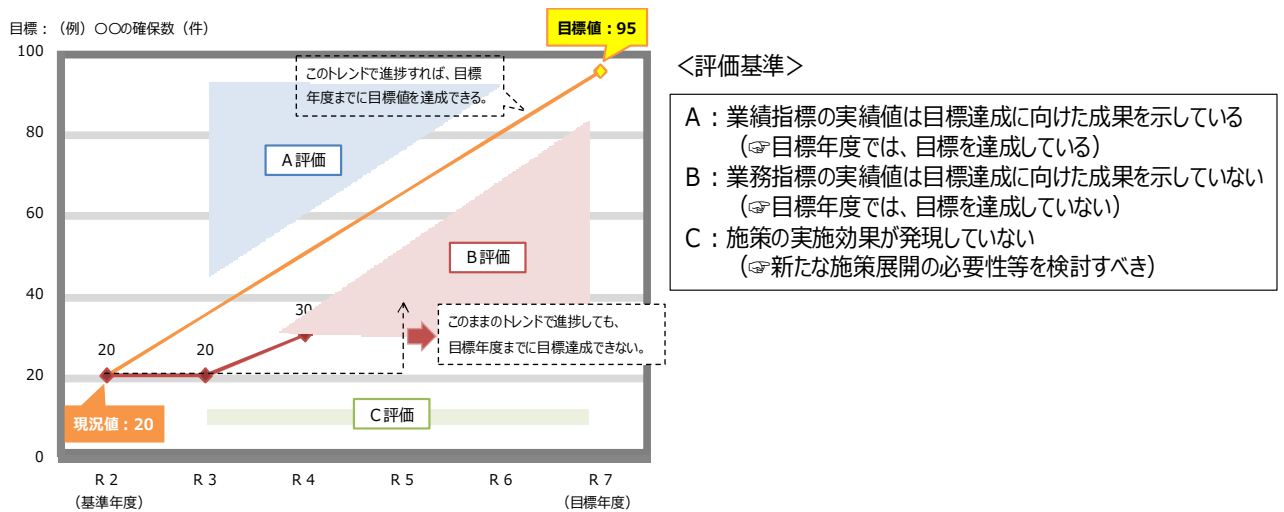 目標：（例）〇〇の確保数（件）
目標値：95
100
80
60
40
20
0
このトレンドで進捗すれば、目標
年度までに目標値を達成できる。
A評価
B評価
C評価
20
20
30
このままのトレンドで進捗しても、
目標年度までに目標達成できない。
現況値：20
R２
R３
R４
R５
R６
R７
（基準年度）
（目標年度）
＜評価基準＞
A：業績指標の実績値は目標達成に向けた成果を示している
（☞目標年度では、目標を達成している）
B：業務指標の実績値は目標達成に向けた成果を示していない
（☞目標年度では、目標を達成していない）
C：施策の実施効果が発現していない
（☞新たな施策展開の必要性等を検討すべき）